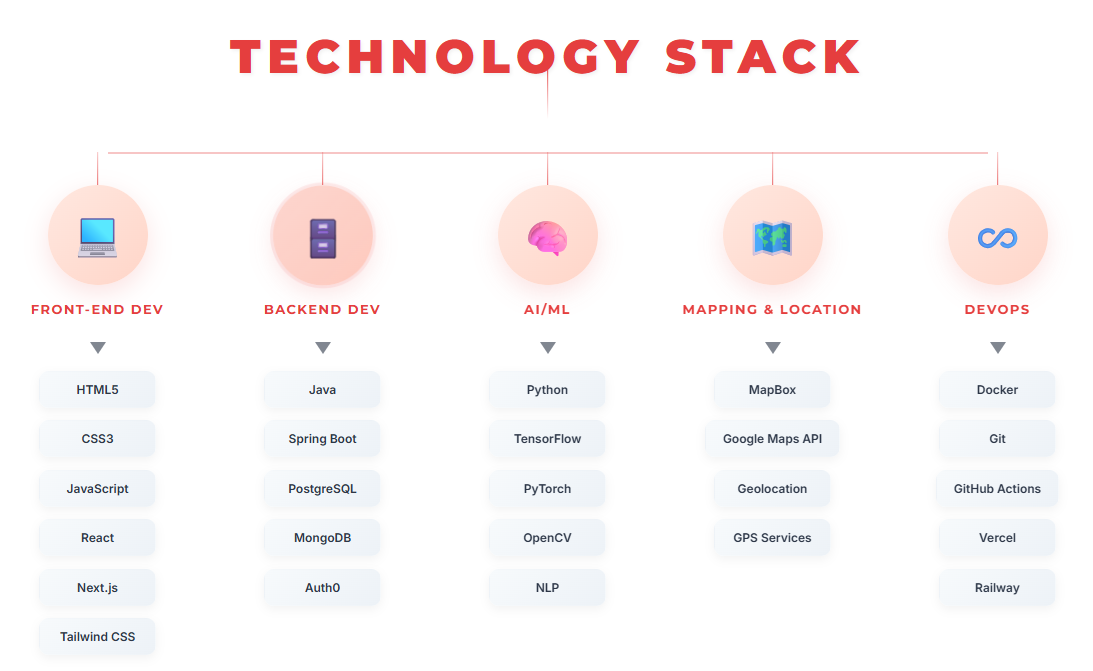 TECHNOLOGY STACK
FRONT-END DEV
HTML5
CSS3
JavaScript
React
Next.js
Tailwind CSS
BACKEND DEV
Java
Spring Boot
PostgreSQL
MongoDB
Auth0
AI/ML
Python
TensorFlow
PyTorch
OpenCV
NLP
MAPPING & LOCATION
MapBox
Google Maps API
Geolocation
GPS Services
DEVOPS
Docker
Git
GitHub Actions
Vercel
Railway